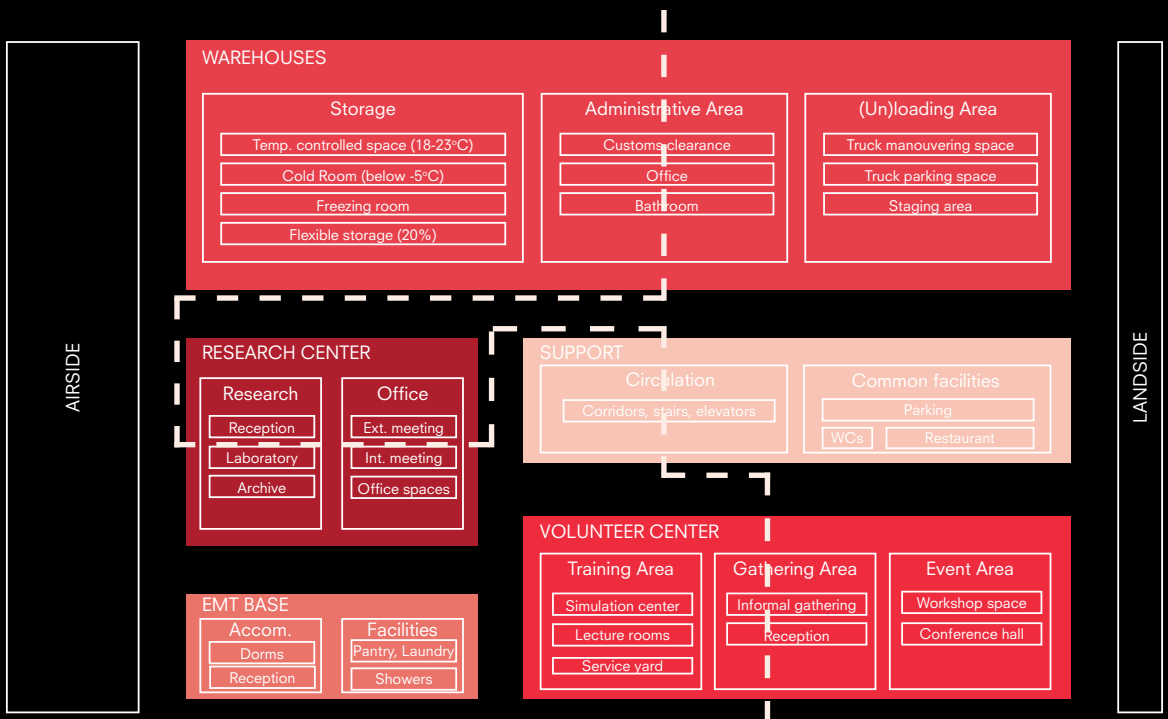 AIRSIDE
WAREHOUSES
Storage
Temp. controlled space (18-23°C)
Cold Room (below -5°C)
Freezing room
Flexible storage (20%)
Administrative Area
Customs clearance
Office
Bathroom
(Un)loading Area
Truck manouvering space
Truck parking space
Staging area
RESEARCH CENTER
Research
Reception
Laboratory
Archive
Office
Ext. meeting
Int. meeting
Office spaces
SUPPORT
Circulation
Corridors, stairs, elevators
Common facilities
Parking
WCs
Restaurant
EMT BASE
Accom.
Dorms
Reception
Facilities
Pantry, Laundry
Showers
VOLUNTEER CENTER
Training Area
Simulation center
Lecture rooms
Service yard
Gathering Area
Informal gathering
Reception
Event Area
Workshop space
Conference hall
LANDSIDE